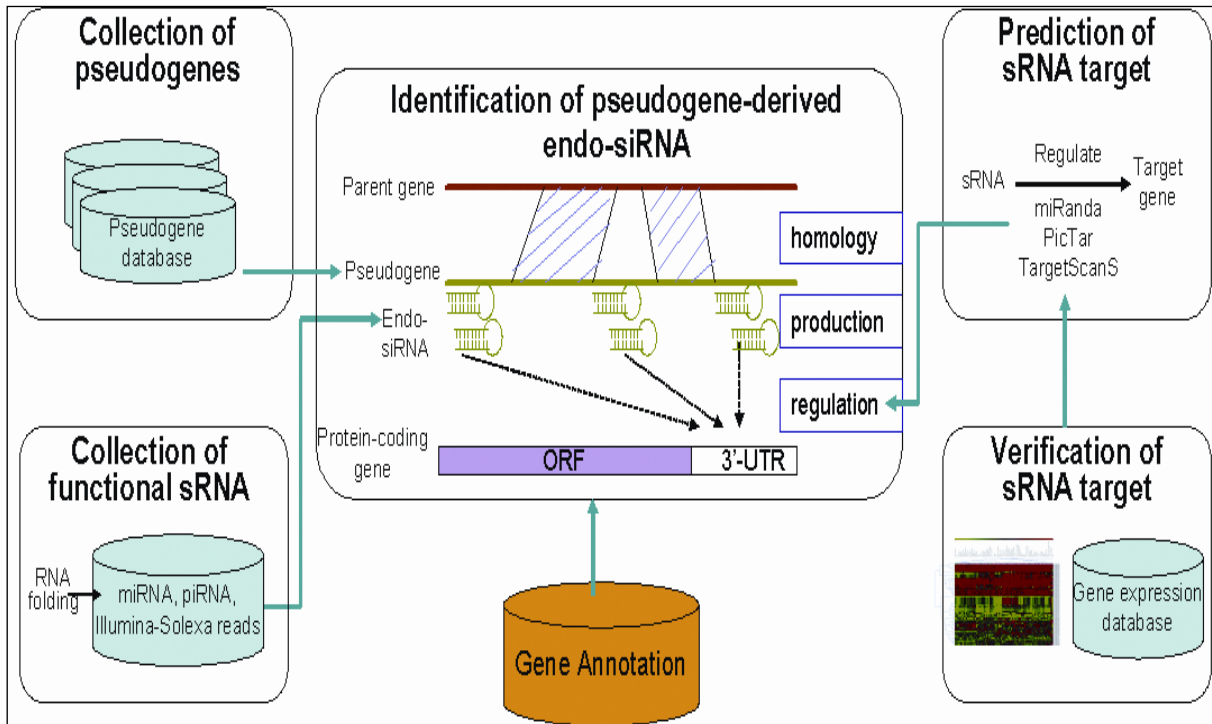 Collection of
pseudogenes
Pseudogene
database
Identification of pseudogene-derived
endo-siRNA
Parent gene
Pseudogene
Endo-
siRNA
homology
production
regulation
Protein-coding
gene
ORF
3'-UTR
Prediction of
sRNA target
Regulate
sRNA
Target
gene
miRanda
PicTar
TargetScanS
Collection of
functional sRNA
RNA
folding
miRNA, piRNA,
Illumina-Solexa reads
Gene Annotation
Verification of
sRNA target
Gene expression
database